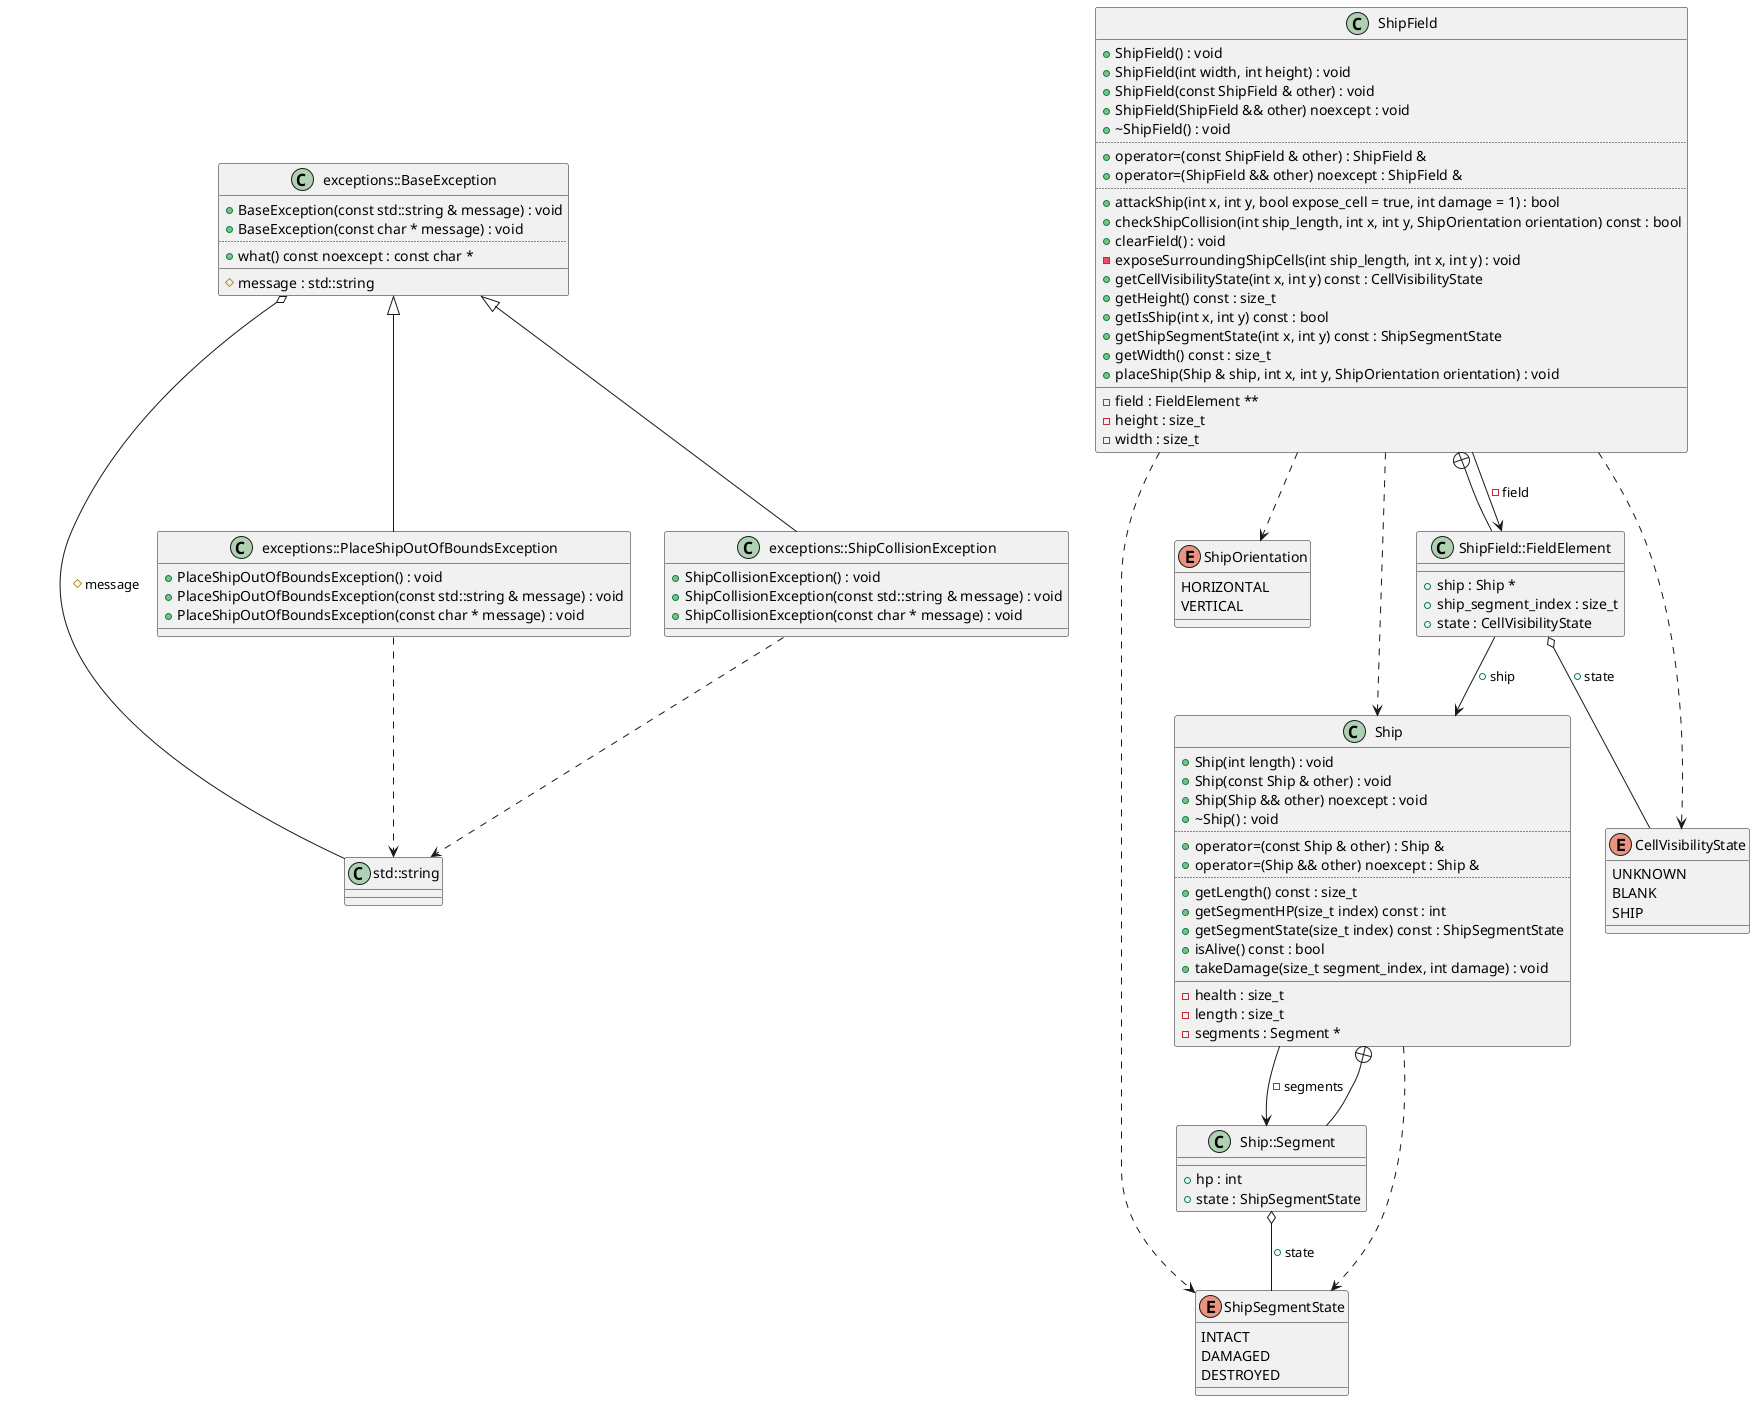 ShipField
ShipField() : void
ShipField(int width, int height) : void
ShipField(const ShipField & other) : void
ShipField(ShipField && other) noexcept : void
~ShipField() : void
operator=(const ShipField & other) : ShipField &
operator=(ShipField && other) noexcept : ShipField &
attackShip(int x, int y, bool expose_cell = true, int damage = 1) : bool
checkShipCollision(int ship_length, int x, int y, ShipOrientation orientation) const : bool
clearField() : void
exposeSurroundingShipCells(int ship_length, int x, int y) : void
getCellVisibilityState(int x, int y) const : CellVisibilityState
getHeight() const : size_t
getIsShip(int x, int y) const : bool
getShipSegmentState(int x, int y) const : ShipSegmentState
getWidth() const : size_t
placeShip(Ship & ship, int x, int y, ShipOrientation orientation) : void
field : FieldElement **
height : size_t
width : size_t
exceptions::BaseException
BaseException(const std::string & message) : void
BaseException(const char * message) : void
what() const noexcept : const char *
message : std::string
field
exceptions::PlaceShipOutOfBoundsException
PlaceShipOutOfBoundsException() : void
PlaceShipOutOfBoundsException(const std::string & message) : void
PlaceShipOutOfBoundsException(const char * message) : void
exceptions::ShipCollisionException
ShipCollisionException() : void
ShipCollisionException(const std::string & message) : void
ShipCollisionException(const char * message) : void
ShipOrientation
HORIZONTAL
VERTICAL
ShipField::FieldElement
ship : Ship *
ship_segment_index : size_t
state : CellVisibilityState
message
ship
state
Ship
Ship(int length) : void
Ship(const Ship & other) : void
Ship(Ship && other) noexcept : void
~Ship() : void
operator=(const Ship & other) : Ship &
operator=(Ship && other) noexcept : Ship &
getLength() const : size_t
getSegmentHP(size_t index) const : int
getSegmentState(size_t index) const : ShipSegmentState
isAlive() const : bool
takeDamage(size_t segment_index, int damage) : void
health : size_t
length : size_t
segments : Segment *
std::string
CellVisibilityState
UNKNOWN
BLANK
SHIP
segments
Ship::Segment
hp : int
state : ShipSegmentState
state
ShipSegmentState
INTACT
DAMAGED
DESTROYED
C
C
C
C
C
C
C
C
E
E
E